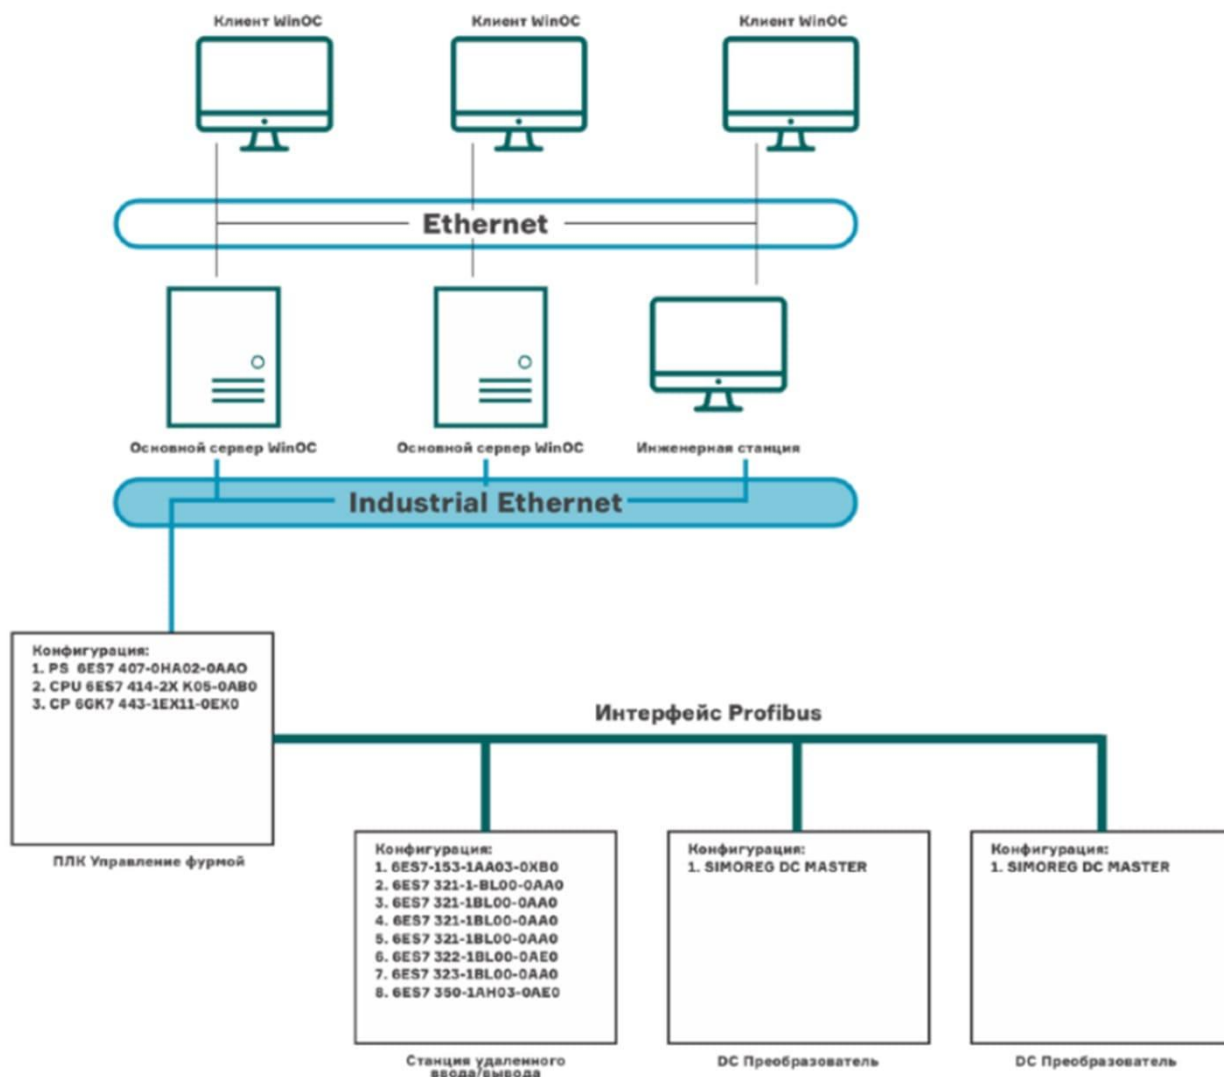 Клиент WinOC
Клиент WinOC
Клиент WinOC
Ethernet
Основной сервер WinOC
Основной сервер WinOC
Инженерная станция
Industrial Ethernet
Конфигурация:
1. PS 6ES7 407-0HA02-0AAO
2. CPU 6ES7 414-2X K05-0AB0
3. CP 6GK7 443-1EX11-0EX0
ПЛК Управление фурмой
Интерфейс Profibus
Конфигурация:
1. 6ES7-153-1AA03-0XB0
2. 6ES7 321-1-BL00-0AA0
3. 6ES7 321-1BL00-0AA0
4. 6ES7 321-1BL00-0AA0
5. 6ES7 321-1BL00-0AA0
6. 6ES7 322-1BL00-0AE0
7. 6ES7 323-1BL00-0AA0
8. 6ES7 350-1AH03-0AE0
Станция удаленного
ввода/вывода
Конфигурация:
1. SIMOREG DC MASTER
DC Преобразователь
Конфигурация:
1. SIMOREG DC MASTER
DC Преобразователь